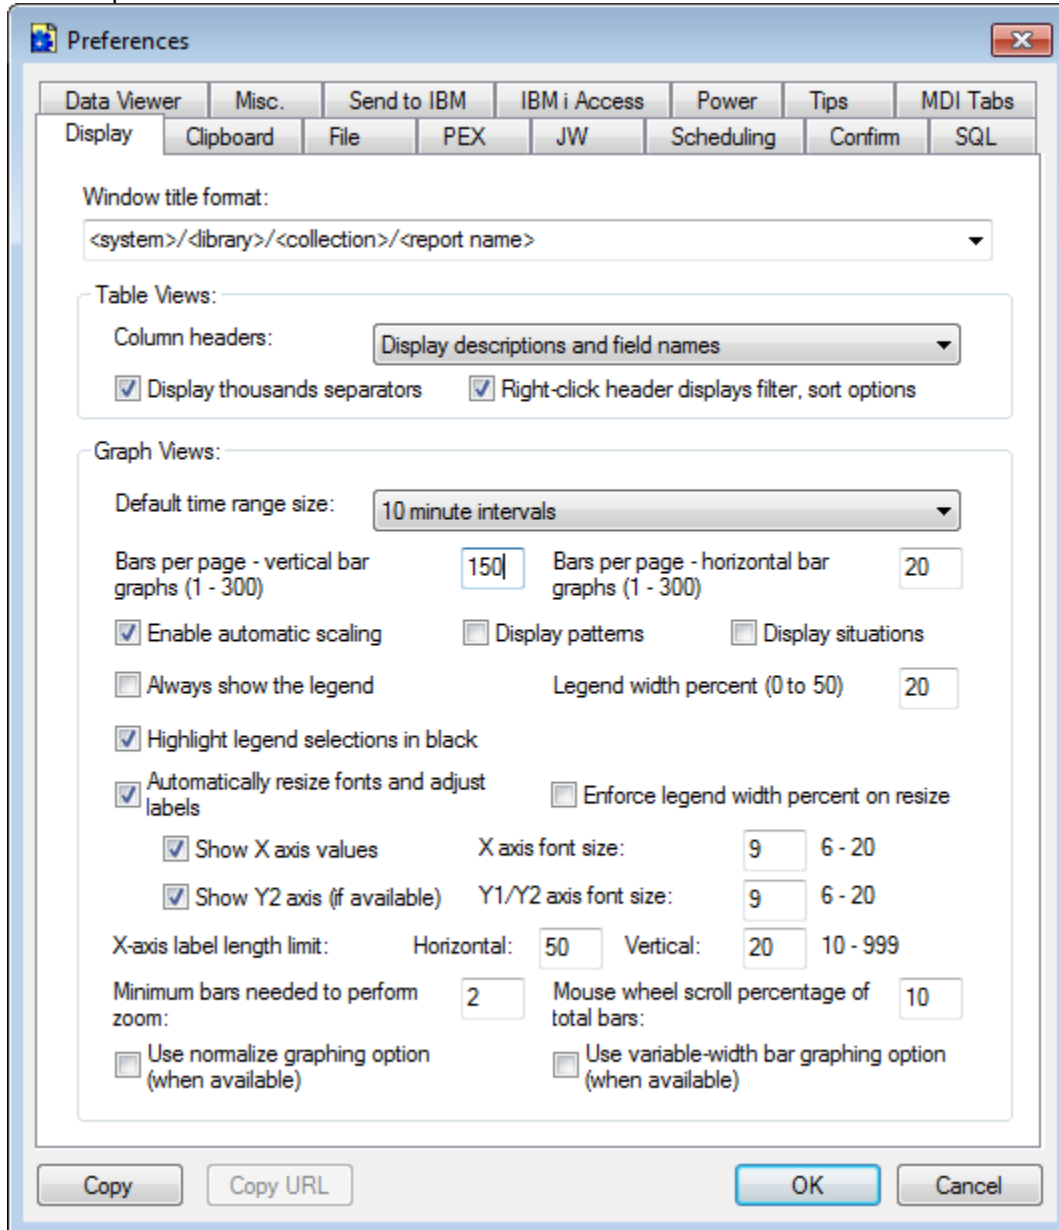 Preferences
Data Viewer Misc. Send to IBM IBM i Access Power Tips MDI Tabs
Display Clipboard File PEX JW Scheduling Confirm SQL
Window title format:
<system>/<library>/<collection>/<report name>
Table Views:
Column headers: Display descriptions and field names
Display thousands separators Right-click header displays filter, sort options
Graph Views:
Default time range size: 10 minute intervals
Bars per page - vertical bar
graphs (1 - 300)
150
Bars per page - horizontal bar
graphs (1 - 300)
20
Enable automatic scaling Display patterns Display situations
Always show the legend Legend width percent (0 to 50) 20
Highlight legend selections in black
Automatically resize fonts and adjust
labels
Enforce legend width percent on resize
Show X axis values X axis font size: 9 6 - 20
Show Y2 axis (if available) Y1/Y2 axis font size: 9 6 - 20
X-axis label length limit: Horizontal: 50 Vertical: 20 10 - 999
Minimum bars needed to perform
zoom:
2
Mouse wheel scroll percentage of
total bars:
10
Use normalize graphing option
(when available)
Use variable-width bar graphing option
(when available)
Copy Copy URL OK Cancel